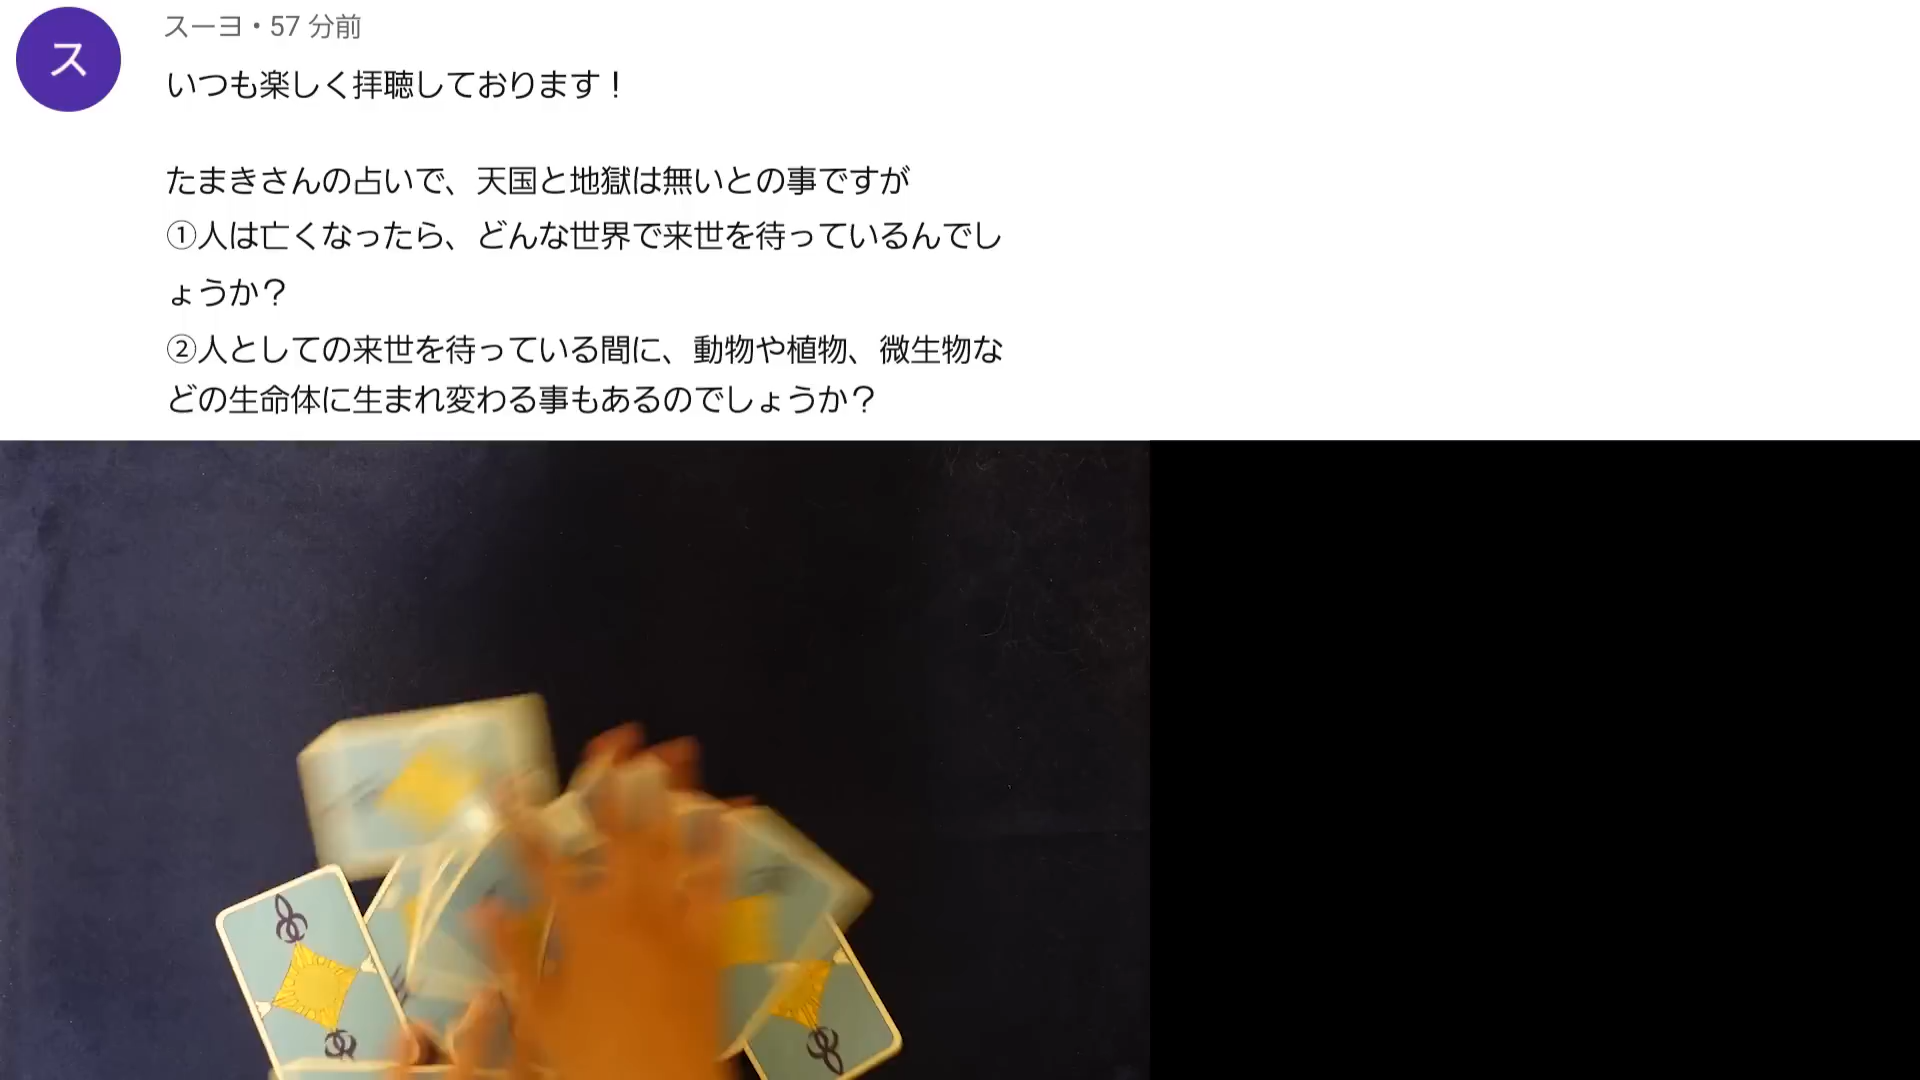 ス
スーヨ・57 分前
いつも楽しく拝聴しております！
たまきさんの占いで、天国と地獄は無いとの事ですが
①人は亡くなったら、どんな世界で来世を待っているんでし
ょうか？
②人としての来世を待っている間に、動物や植物、微生物な
どの生命体に生まれ変わる事もあるのでしょうか？